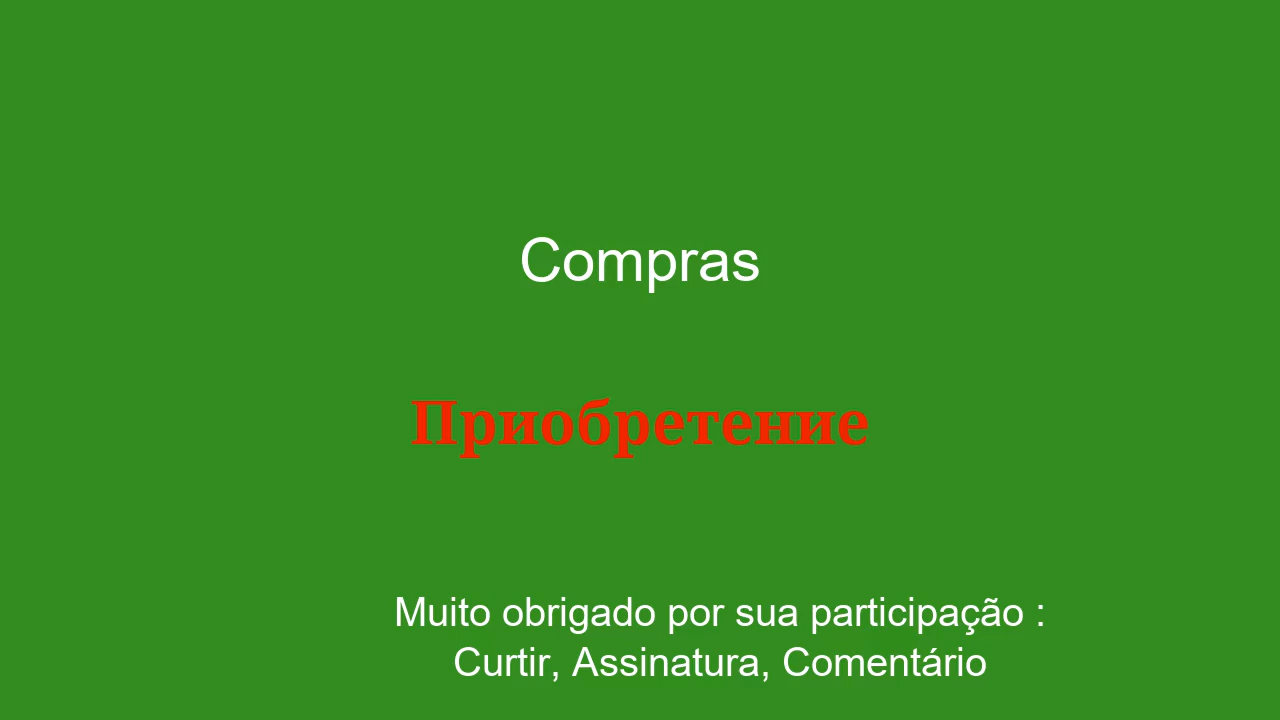 Compras
Приобретение
Muito obrigado por sua participação :
Curtir, Assinatura, Comentário